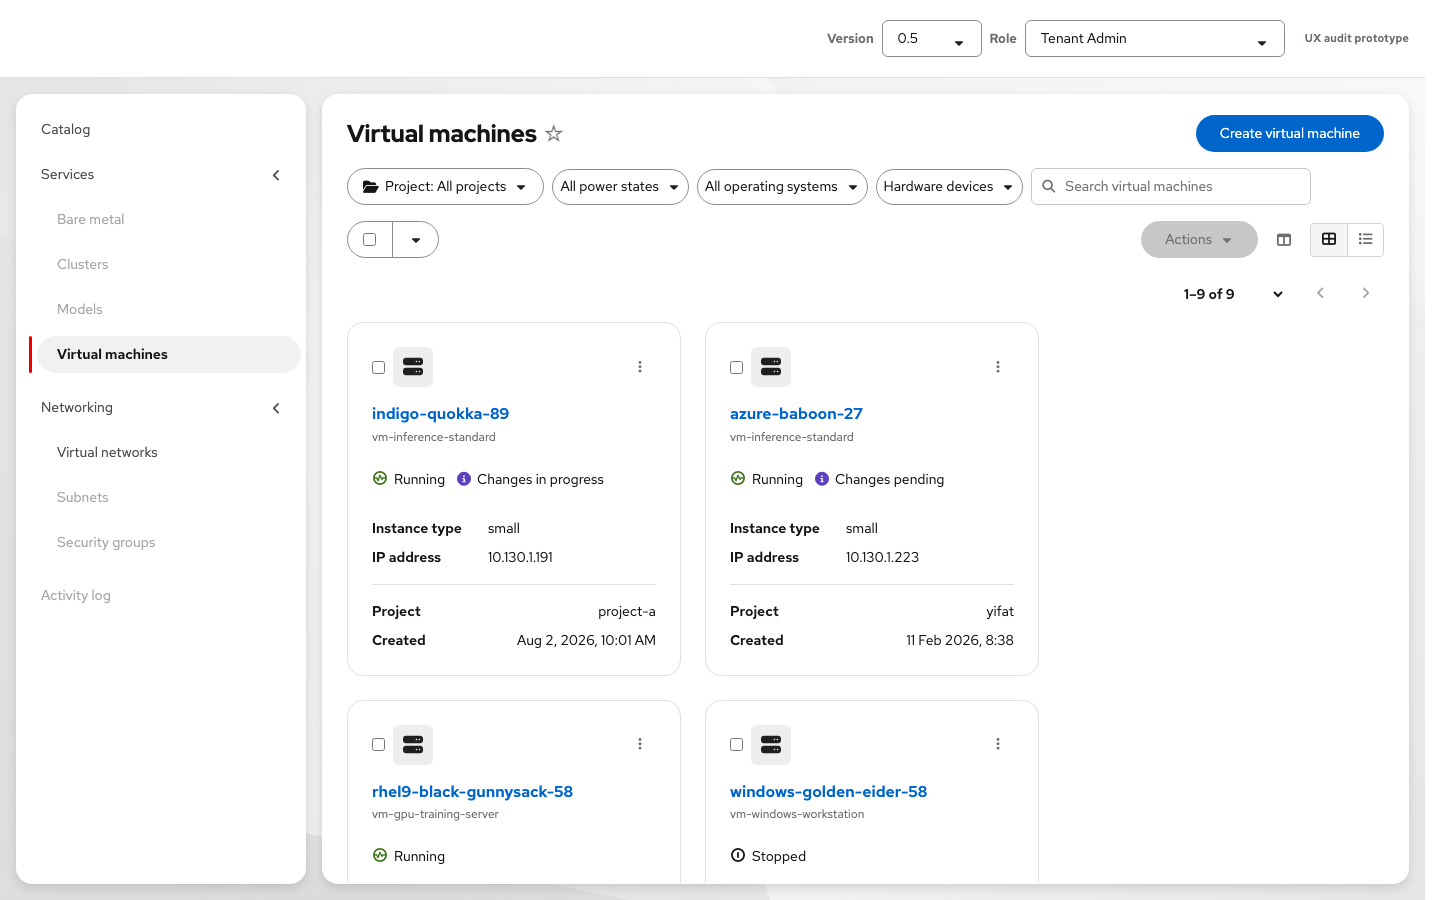 Version 0.5 Role Tenant Admin UX audit prototype
Catalog
Services
Bare metal
Clusters
Models
Virtual machines
Networking
Virtual networks
Subnets
Security groups
Activity log
Virtual machines
Create virtual machine
Project: All projects All power states All operating systems Hardware devices Search virtual machines
Actions
1–9 of 9
indigo-quokka-89
vm-inference-standard
Running Changes in progress
Instance type small
IP address 10.130.1.191
Project project-a
Created Aug 2, 2026, 10:01 AM
azure-baboon-27
vm-inference-standard
Running Changes pending
Instance type small
IP address 10.130.1.223
Project yifat
Created 11 Feb 2026, 8:38
rhel9-black-gunnysack-58
vm-gpu-training-server
Running
windows-golden-eider-58
vm-windows-workstation
Stopped